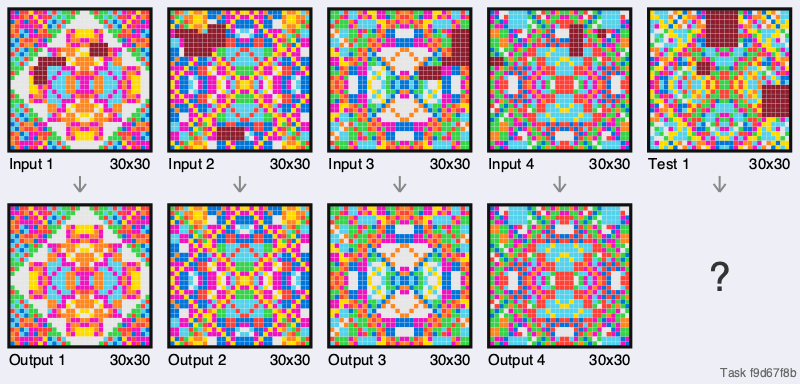 Input 1 30x30 Input 2 30x30 Input 3 30x30 Input 4 30x30 Test 1 30x30
?
Output 1 30x30 Output 2 30x30 Output 3 30x30 Output 4 30x30
Task f9d67f8b